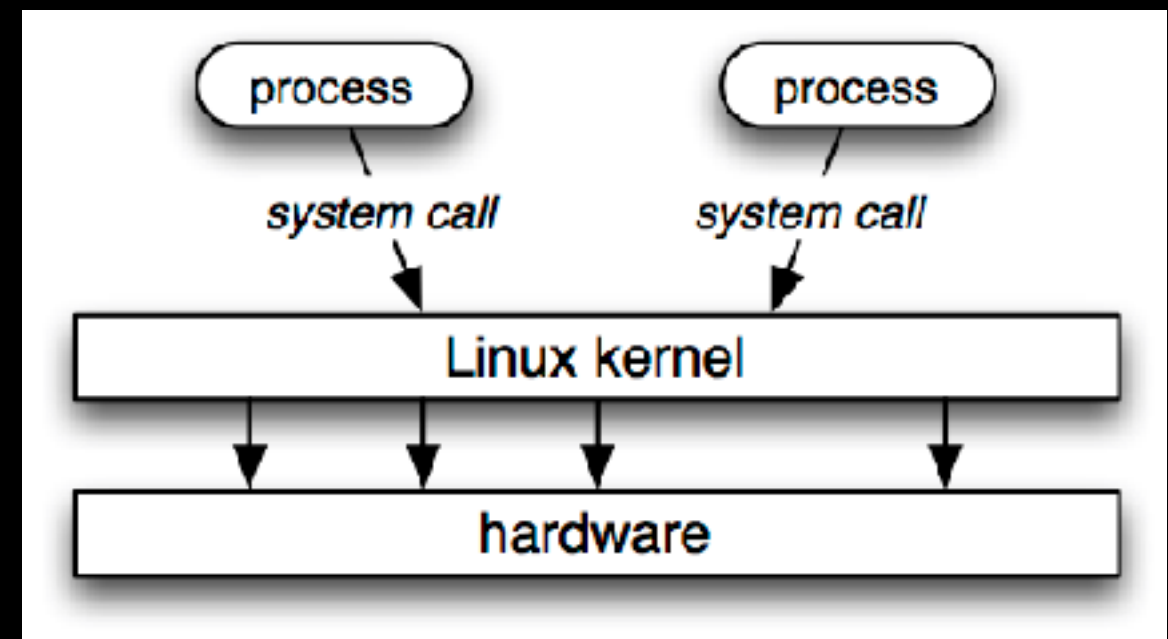 process
process
system call
system call
Linux kernel
hardware